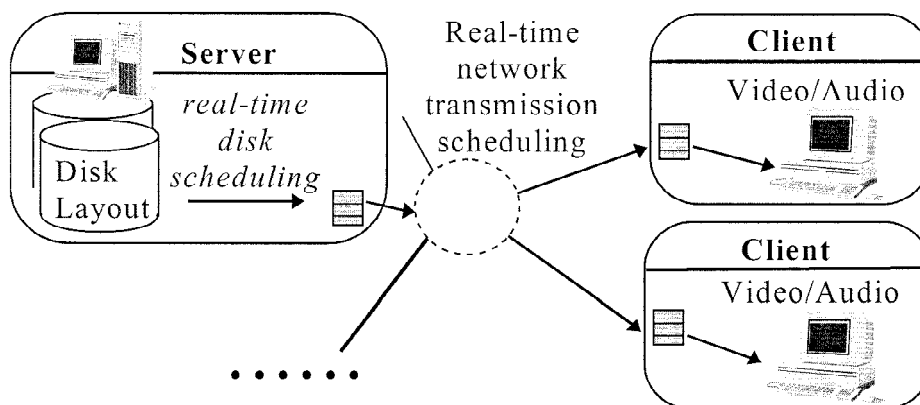 Server
real-time
disk
scheduling
Disk
Layout
Real-time
network
transmission
scheduling
Client
Video/Audio
Client
Video/Audio